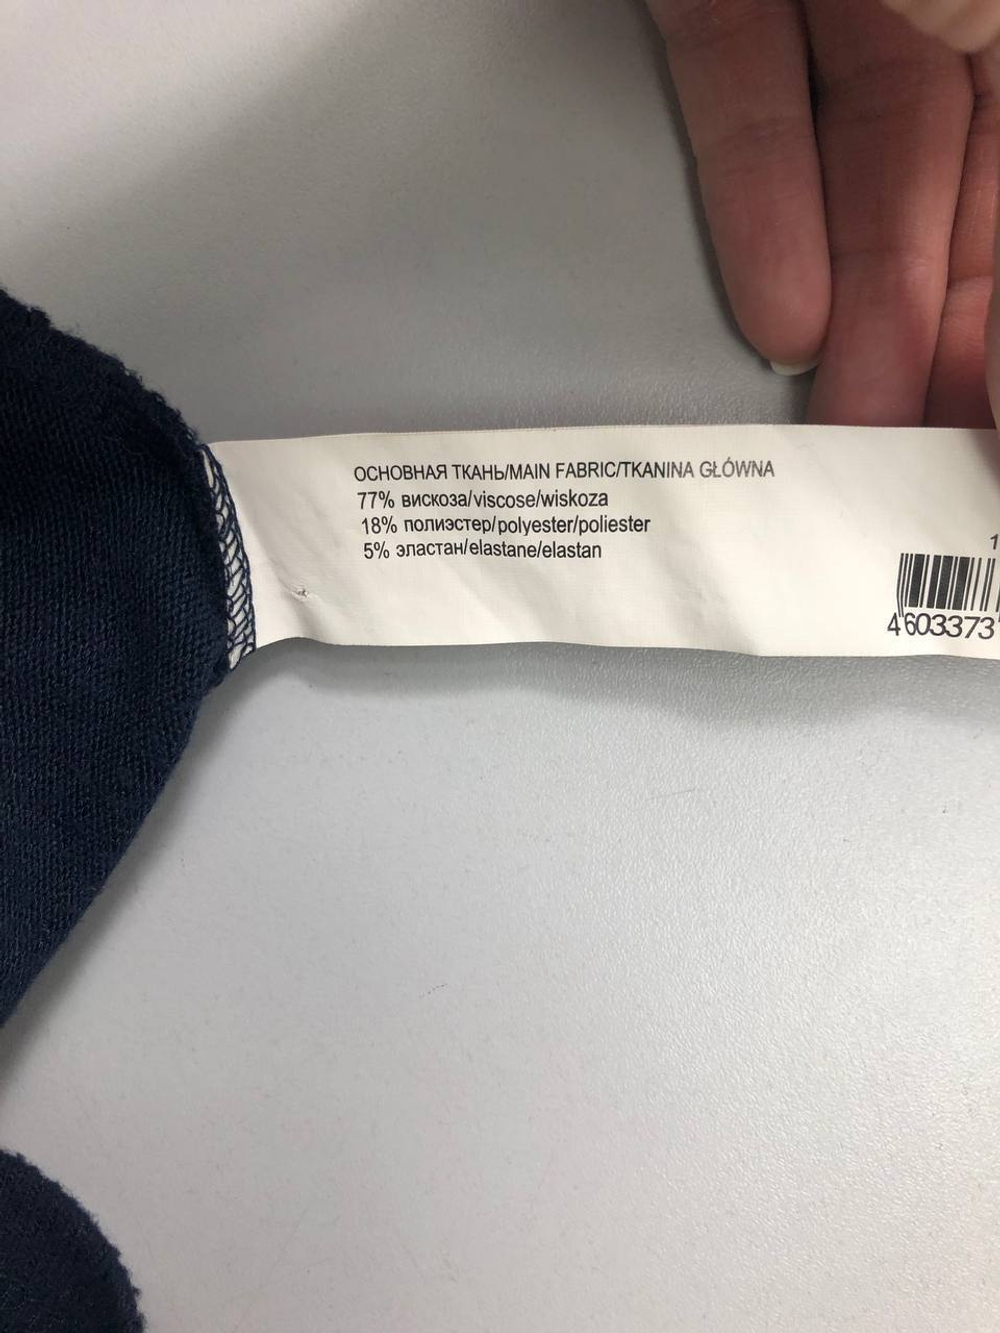 ОСНОВНАЯ ТКАНЬ/MAIN FABRIC/TKANINA GŁÓWNA
77% вискоза/viscose/wiskoza
18% полиэстер/polyester/poliester
5% эластан/elastane/elastan
1
4603373